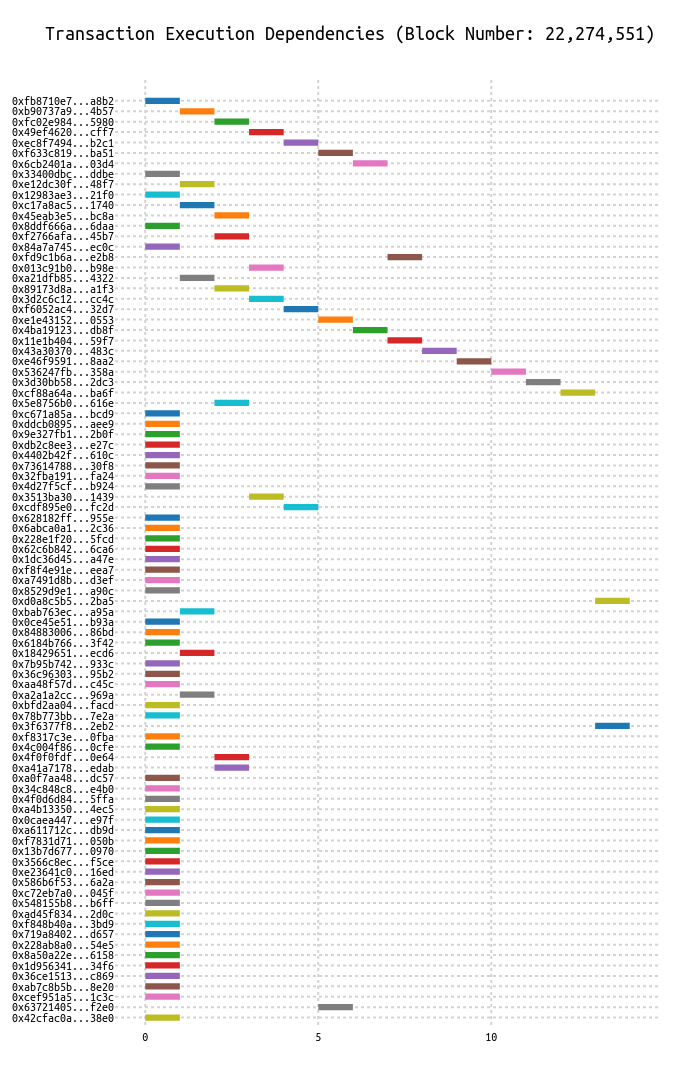 Transaction Execution Dependencies (Block Number: 22,274,551)
0xfb8710e7...a8b2
0xb90737a9...4b57
0xfc02e984...5980
0x49ef4620...cff7
0xec8f7494...b2c1
0xf633c819...ba51
0x6cb2401a...03d4
0x33400dbc...ddbe
0xe12dc30f...48f7
0x12983ae3...21f0
0xc17a8ac5...1740
0x45eab3e5...bc8a
0x8ddf666a...6daa
0xf2766afa...45b7
0x84a7a745...ec0c
0xfd9c1b6a...e2b8
0x013c91b0...b98e
0xa21dfb85...4322
0x89173d8a...a1f3
0x3d2c6c12...cc4c
0xf6052ac4...32d7
0xe1e43152...0553
0x4ba19123...db8f
0x11e1b404...59f7
0x43a30370...483c
0xe46f9591...8aa2
0x536247fb...358a
0x3d30bb58...2dc3
0xcf88a64a...ba6f
0x5e8756b0...616e
0xc671a85a...bcd9
0xddcb0895...aee9
0x9e327fb1...2b0f
0xdb2c8ee3...e27c
0x4402b42f...610c
0x73614788...30f8
0x32fba191...fa24
0x4d27f5cf...b924
0x3513ba30...1439
0xcdf895e0...fc2d
0x628182ff...955e
0x6abca0a1...2c36
0x228e1f20...5fcd
0x62c6b842...6ca6
0x1dc36d45...a47e
0xf8f4e91e...eea7
0xa7491d8b...d3ef
0x8529d9e1...a90c
0xd0a8c5b5...2ba5
0xbab763ec...a95a
0x0ce45e51...b93a
0x84883006...86bd
0x6184b766...3f42
0x18429651...ecd6
0x7b95b742...933c
0x36c96303...95b2
0xaa48f57d...c45c
0xa2a1a2cc...969a
0xbfd2aa04...facd
0x78b773bb...7e2a
0x3f6377f8...2eb2
0xf8317c3e...0fba
0x4c004f86...0cfe
0x4f0f0fdf...0e64
0xa41a7178...edab
0xa0f7aa48...dc57
0x34c848c8...e4b0
0x4f0d6d84...5ffa
0xa4b13350...4ec5
0x0caea447...e97f
0xa611712c...db9d
0xf7831d71...050b
0x13b7d677...0970
0x3566c8ec...f5ce
0xe23641c0...16ed
0x586b6f53...6a2a
0xc72eb7a0...045f
0x548155b8...b6ff
0xad45f834...2d0c
0xf848b40a...3bd9
0x719a8402...d657
0x228ab8a0...54e5
0x8a50a22e...6158
0x1d956341...34f6
0x36ce1513...c869
0xab7c8b5b...8e20
0xcef951a5...1c3c
0x63721405...f2e0
0x42cfac0a...38e0
0 5 10